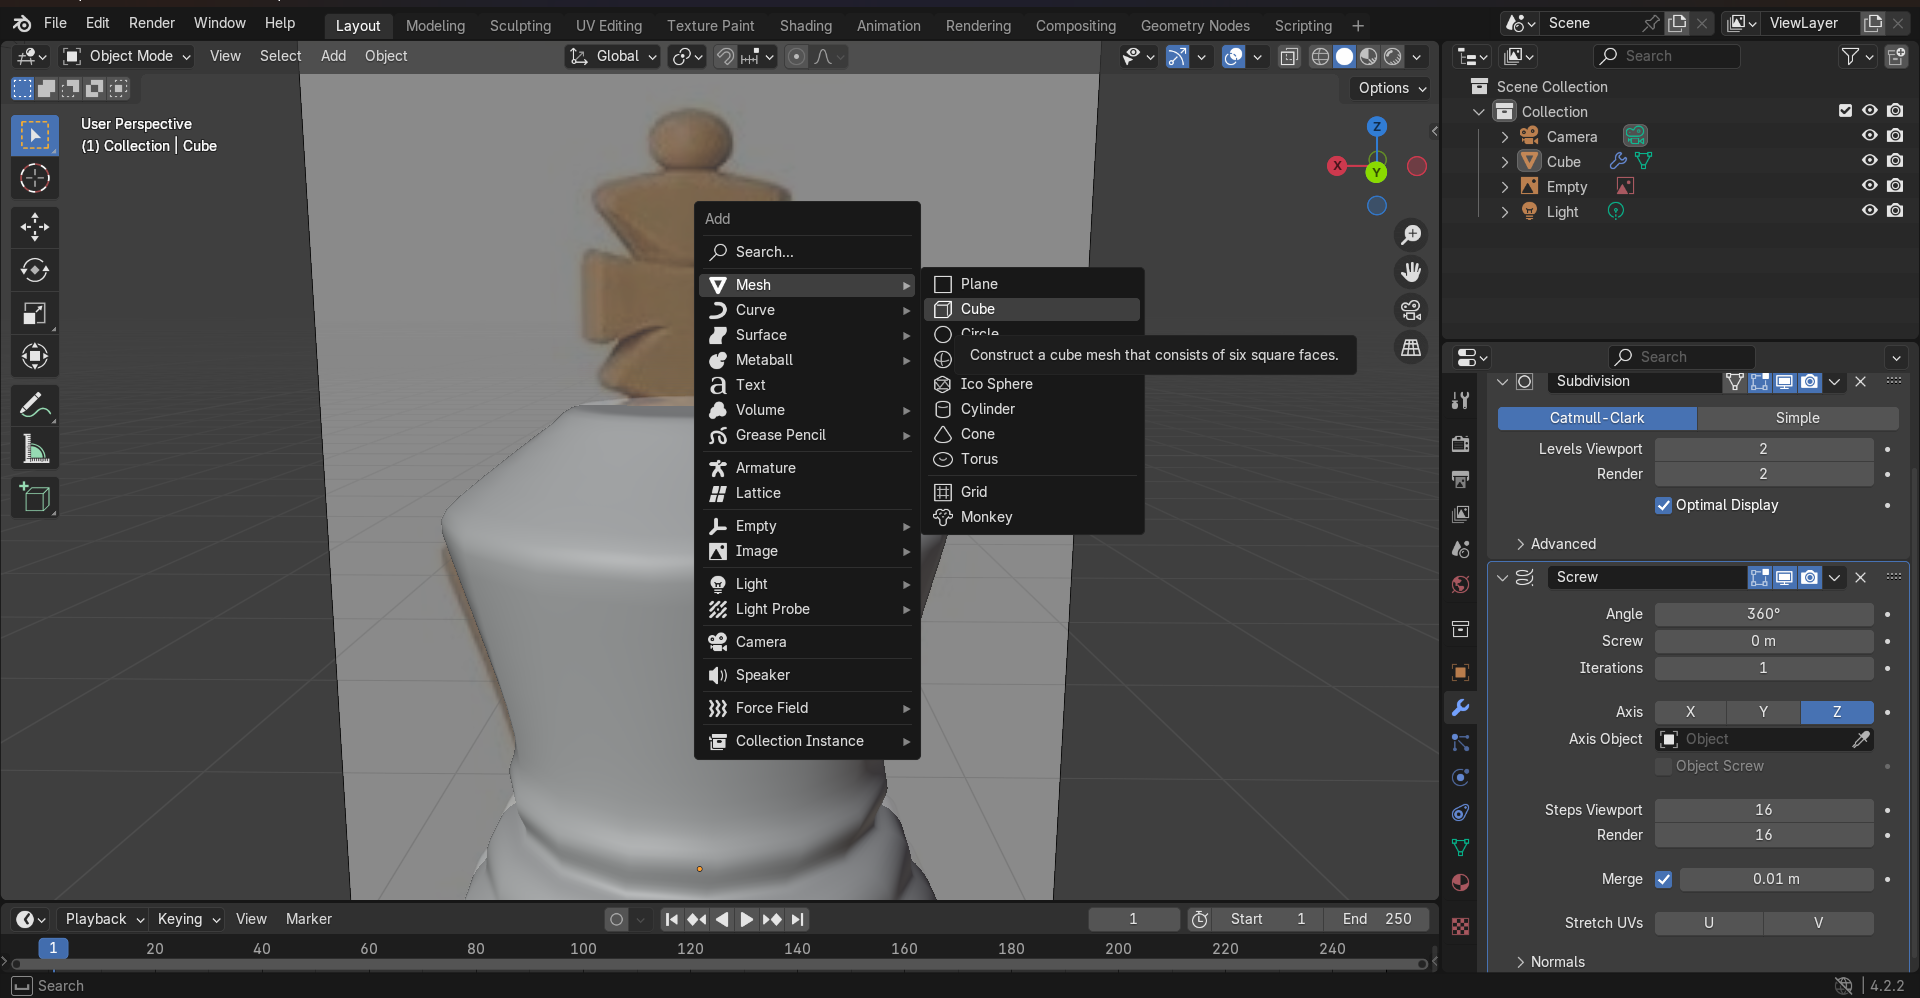 File Edit Render Window Help Layout Modeling Sculpting UV Editing Texture Paint Shading Animation Rendering Compositing Geometry Nodes Scripting + Scene ViewLayer
Object Mode View Select Add Object Global Search
Options
User Perspective
(1) Collection | Cube
Z
X
Y
Add
Search...
Mesh
Curve
Surface
Metaball
Text
Volume
Grease Pencil
Armature
Lattice
Empty
Image
Light
Light Probe
Camera
Speaker
Force Field
Collection Instance
Plane
Cube
Circle
Construct a cube mesh that consists of six square faces.
Ico Sphere
Cylinder
Cone
Torus
Grid
Monkey
Scene Collection
Collection
Camera
Cube
Empty
Light
Search
Subdivision
Catmull-Clark Simple
Levels Viewport 2
Render 2
Optimal Display
Advanced
Screw
Angle 360°
Screw 0 m
Iterations 1
Axis X Y Z
Axis Object Object
Object Screw
Steps Viewport 16
Render 16
Merge 0.01 m
Stretch UVs U V
Normals
Playback Keying View Marker 1 Start 1 End 250
1 20 40 60 80 100 120 140 160 180 200 220 240
Search 4.2.2